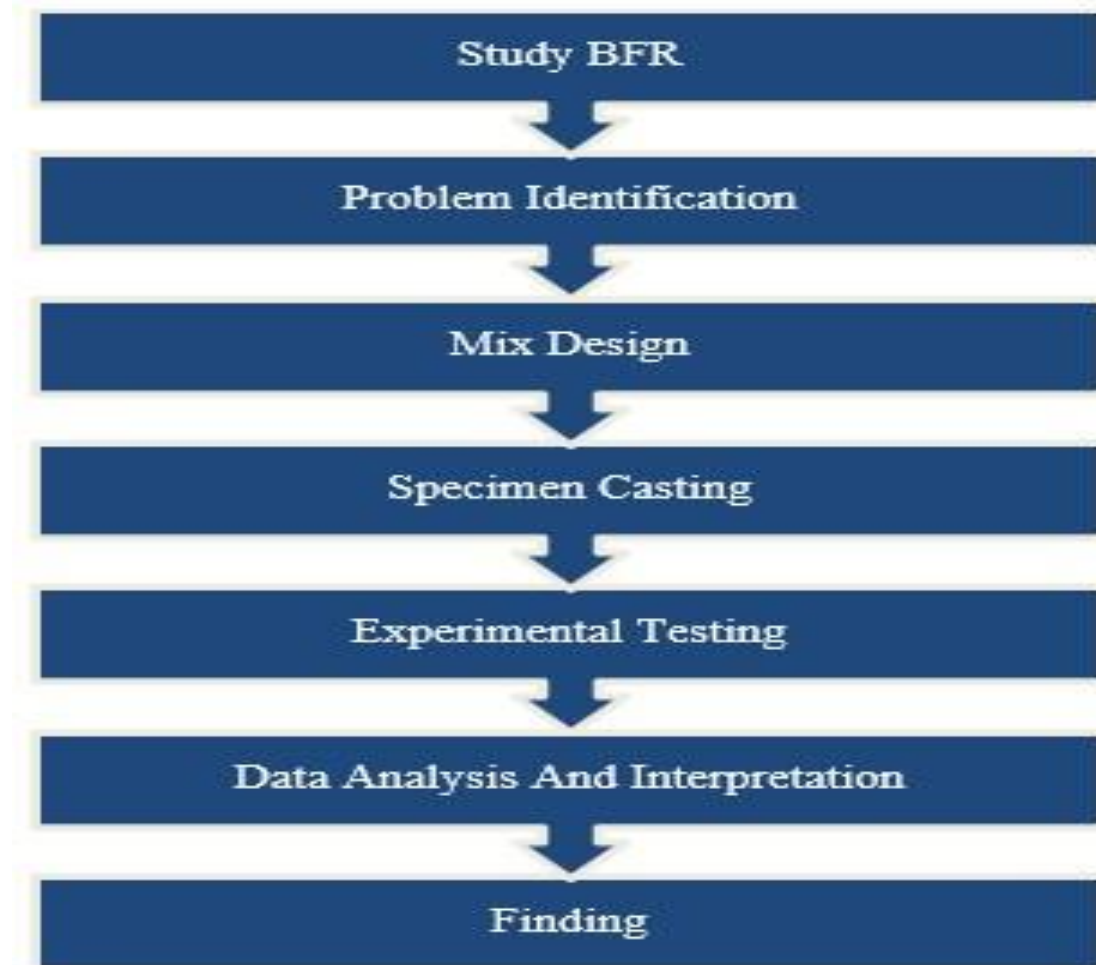 Study BFR
Problem Identification
Mix Design
Specimen Casting
Experimental Testing
Data Analysis And Interpretation
Finding